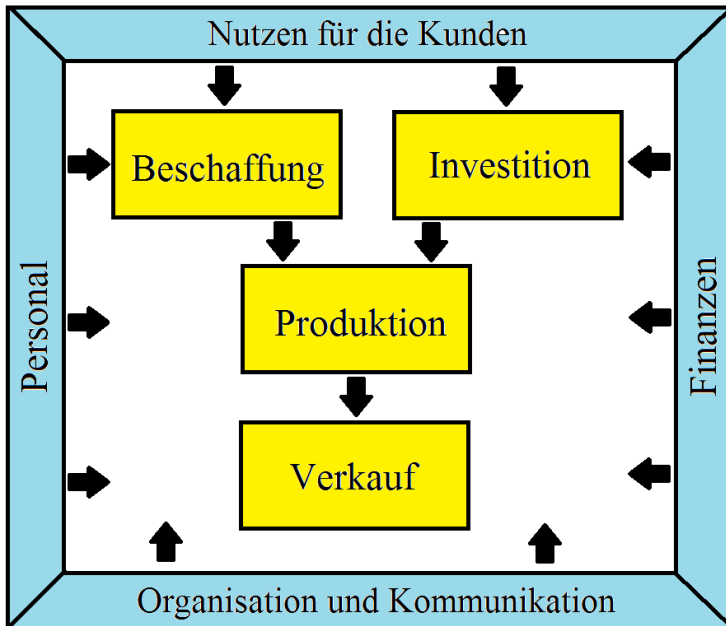 Nutzen für die Kunden
Beschaffung
Investition
Personal
Produktion
Finanzen
Verkauf
Organisation und Kommunikation